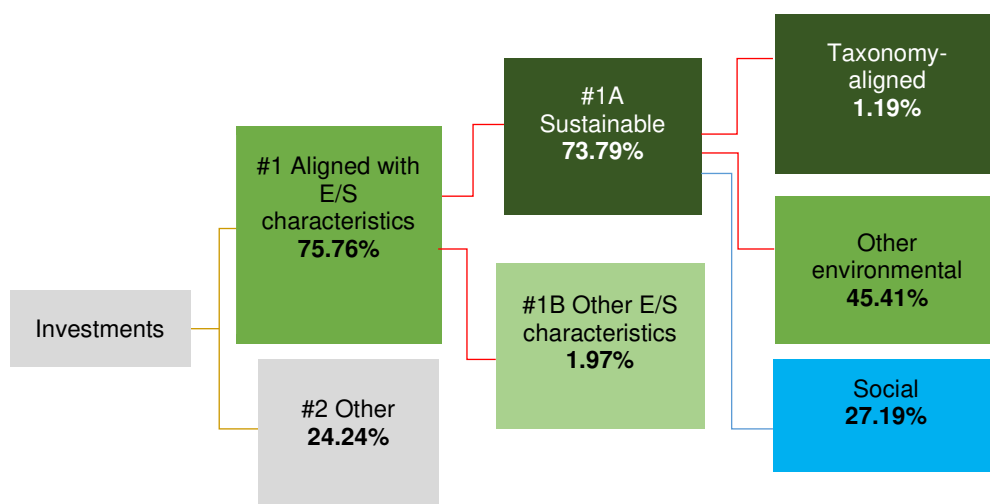 Investments
#1 Aligned with
E/S
characteristics
75.76%
#2 Other
24.24%
#1A
Sustainable
73.79%
#1B Other E/S
characteristics
1.97%
Taxonomy-
aligned
1.19%
Other
environmental
45.41%
Social
27.19%